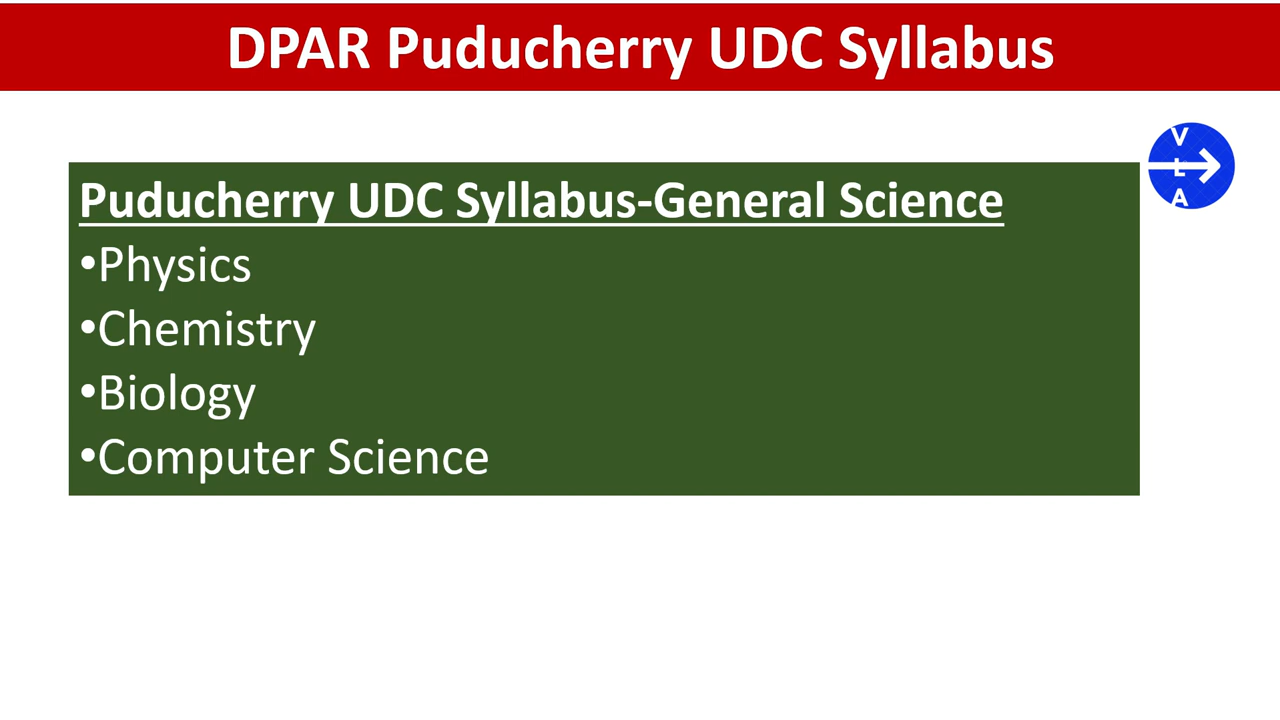 DPAR Puducherry UDC Syllabus
V
L
A
Puducherry UDC Syllabus-General Science
•Physics
•Chemistry
•Biology
•Computer Science